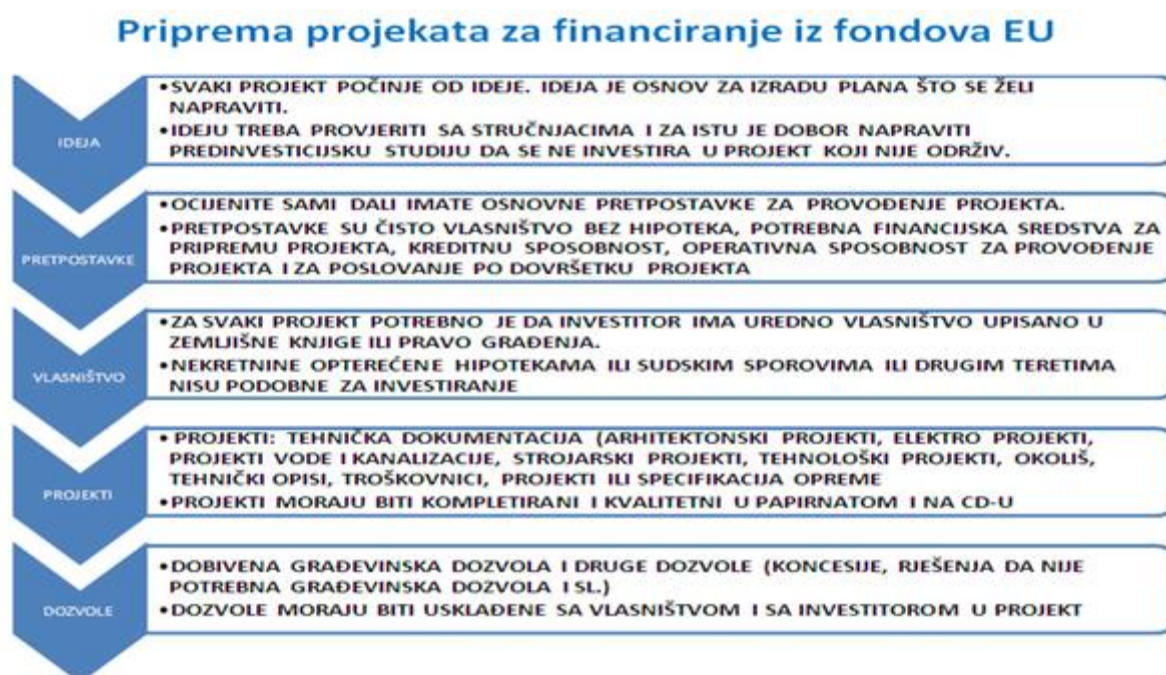 Priprema projekata za financiranje iz fondova EU
IDEJA
•SVAKI PROJEKT POČINJE OD IDEJE. IDEJA JE OSNOV ZA IZRADU PLANA ŠTO SE ŽELI
NAPRAVITI.
•IDEJU TREBA PROVJERITI SA STRUČNJACIMA I ZA ISTU JE DOBOR NAPRAVITI
PREDINVESTICIJSKU STUDIJU DA SE NE INVESTIRA U PROJEKT KOJI NIJE ODRŽIV.
PRETPOSTAVKE
•OCIJENITE SAMI DALI IMATE OSNOVNE PRETPOSTAVKE ZA PROVOĐENJE PROJEKTA.
•PRETPOSTAVKE SU ČISTO VLASNIŠTVO BEZ HIPOTEKA, POTREBNA FINANCIJSKA SREDSTVA ZA
PRIPREMU PROJEKTA, KREDITNU SPOSOBNOST, OPERATIVNA SPOSOBNOST ZA PROVOĐENJE
PROJEKTA I ZA POSLOVANJE PO DOVRŠETKU PROJEKTA
VLASNIŠTVO
•ZA SVAKI PROJEKT POTREBNO JE DA INVESTITOR IMA UREDNO VLASNIŠTVO UPISANO U
ZEMLJIŠNE KNJIGE ILI PRAVO GRAĐENJA.
•NEKRETNINE OPTEREĆENE HIPOTEKAMA ILI SUDSKIM SPOROVIMA ILI DRUGIM TERETIMA
NISU PODOBNE ZA INVESTIRANJE
PROJEKTI
• PROJEKTI: TEHNIČKA DOKUMENTACIJA (ARHITEKTONSKI PROJEKTI, ELEKTRO PROJEKTI,
PROJEKTI VODE I KANALIZACIJE, STROJARSKI PROJEKTI, TEHNOLOŠKI PROJEKTI, OKOLIŠ,
TEHNIČKI OPISI, TROŠKOVNICI, PROJEKTI ILI SPECIFIKACIJA OPREME
•PROJEKTI MORAJU BITI KOMPLETIRANI I KVALITETNI U PAPIRNATOM I NA CD-U
DOZVOLE
•DOBIVENA GRAĐEVINSKA DOZVOLA I DRUGE DOZVOLE (KONCESIJE, RJEŠENJA DA NIJE
POTREBNA GRAĐEVINSKA DOZVOLA I SL.)
•DOZVOLE MORAJU BITI USKLAĐENE SA VLASNIŠTVOM I SA INVESTITOROM U PROJEKT